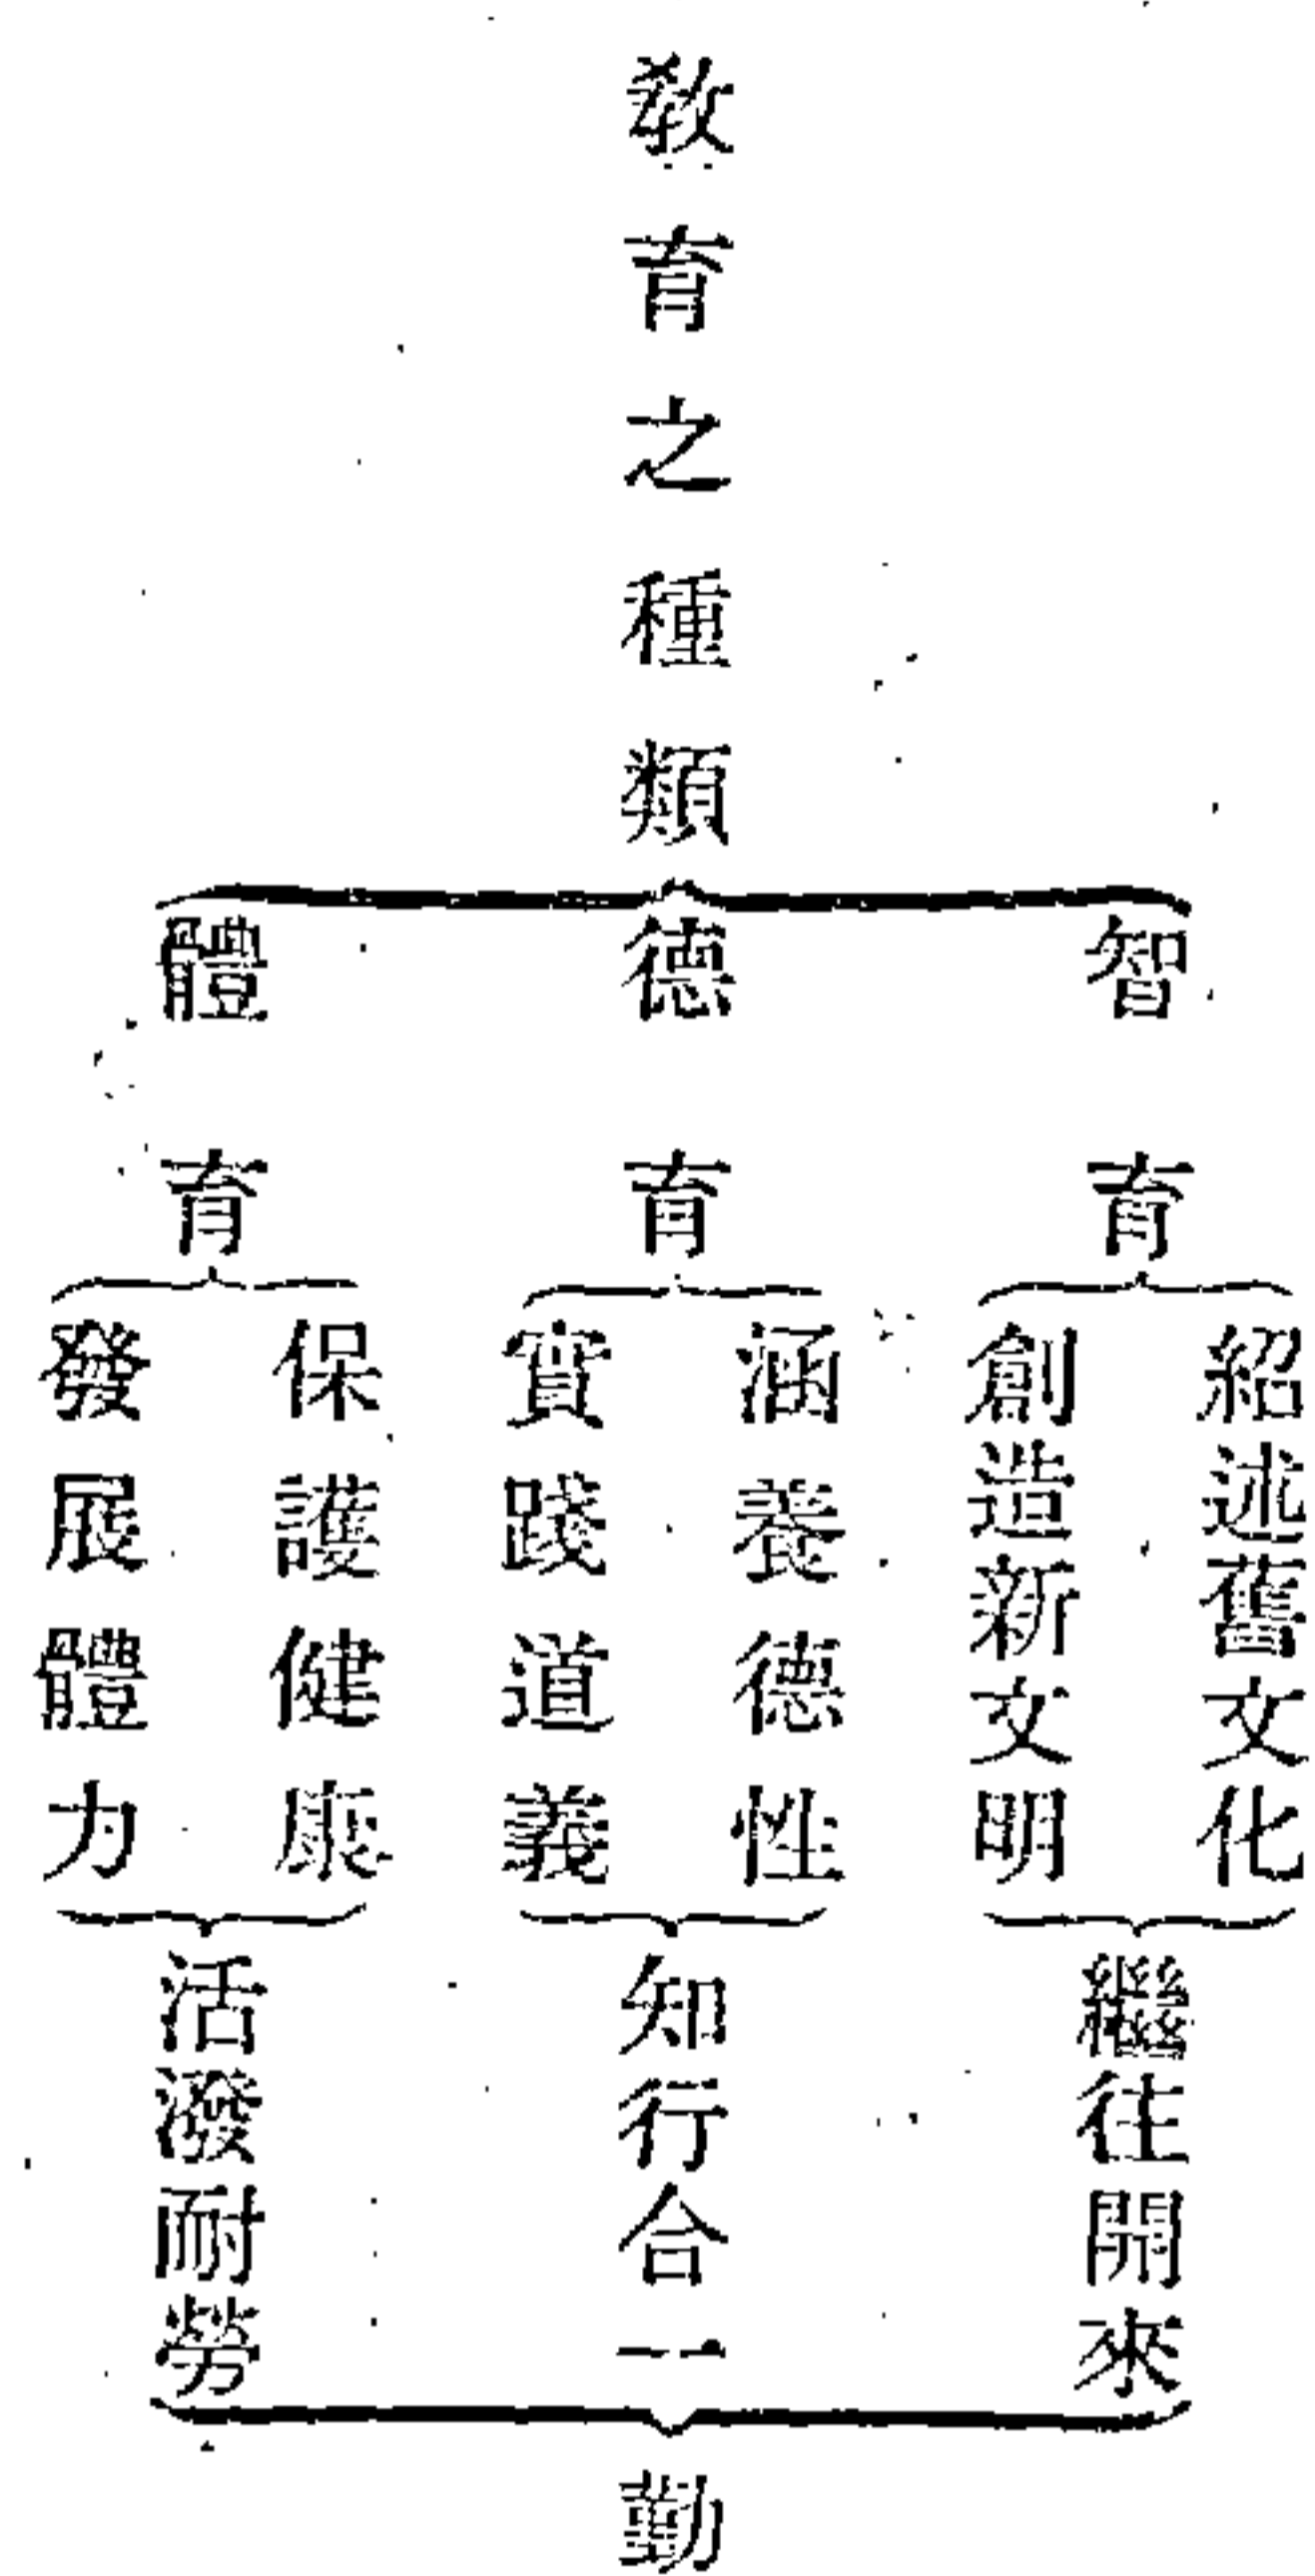 教育之種類
智育
紹述舊文化
創造新文明
繼往開來
德育
涵養德性
實踐道義
知行合一
體育
保護健康
發展體力
活潑耐勞
勤